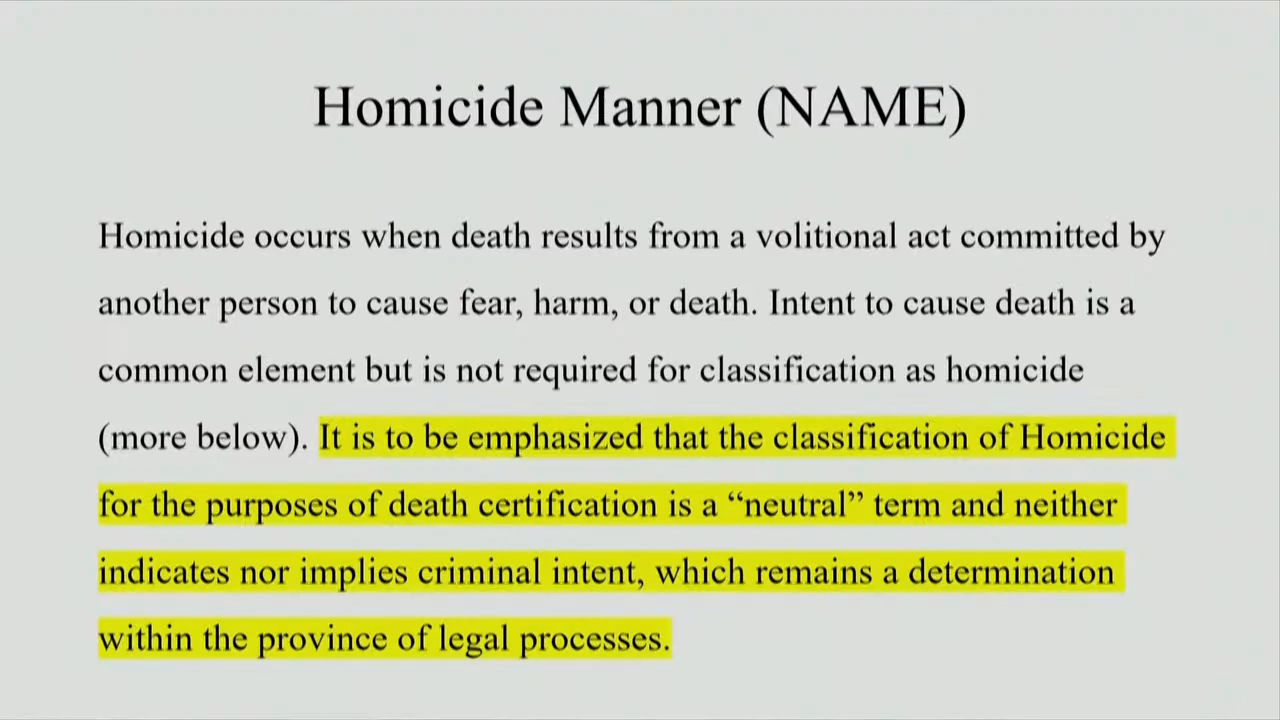 Homicide Manner (NAME)
Homicide occurs when death results from a volitional act committed by
another person to cause fear, harm, or death. Intent to cause death is a
common element but is not required for classification as homicide
(more below). It is to be emphasized that the classification of Homicide
for the purposes of death certification is a “neutral” term and neither
indicates nor implies criminal intent, which remains a determination
within the province of legal processes.